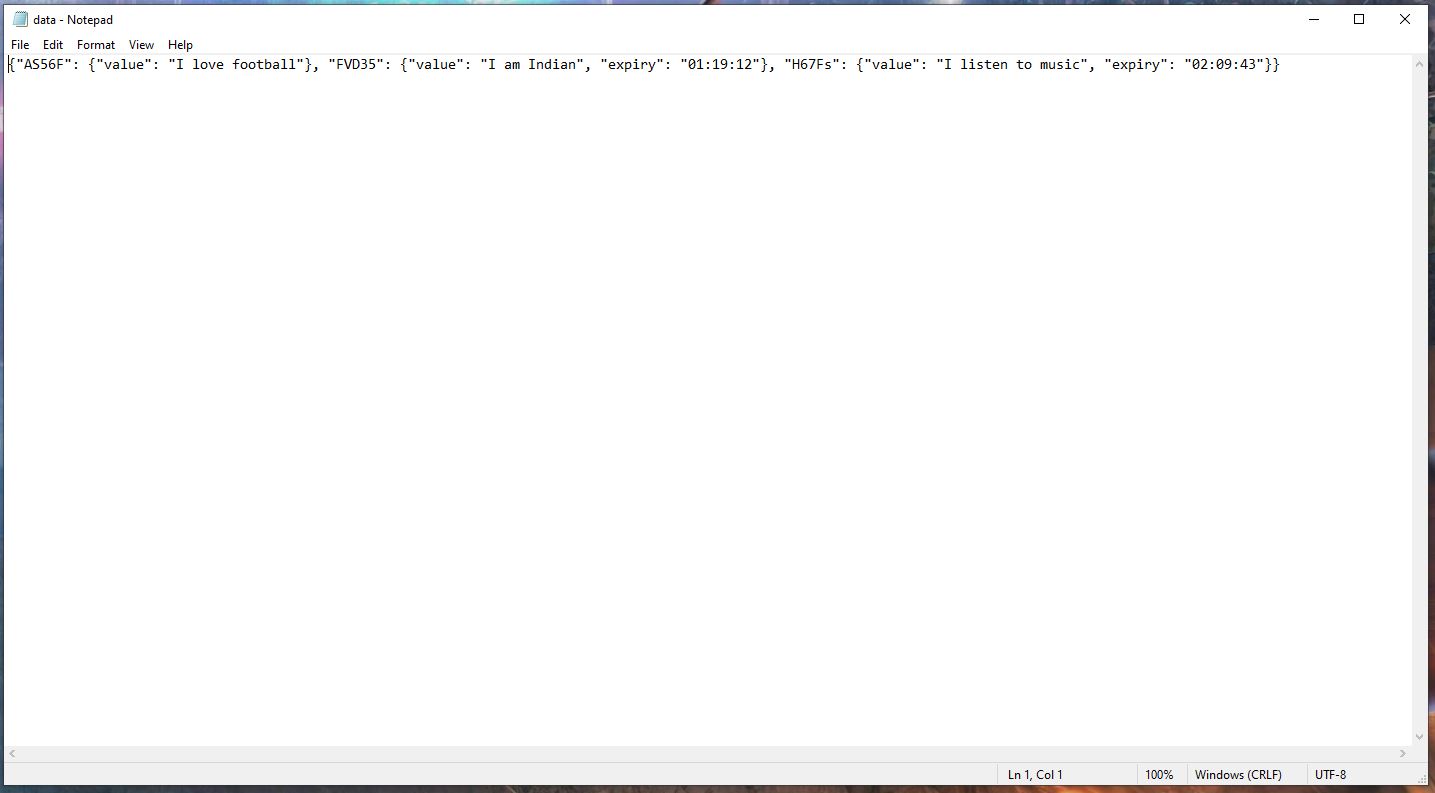 data - Notepad
File Edit Format View Help
{"AS56F": {"value": "I love football"}, "FVD35": {"value": "I am Indian", "expiry": "01:19:12"}, "H67Fs": {"value": "I listen to music", "expiry": "02:09:43"}}
Ln 1, Col 1 100% Windows (CRLF) UTF-8